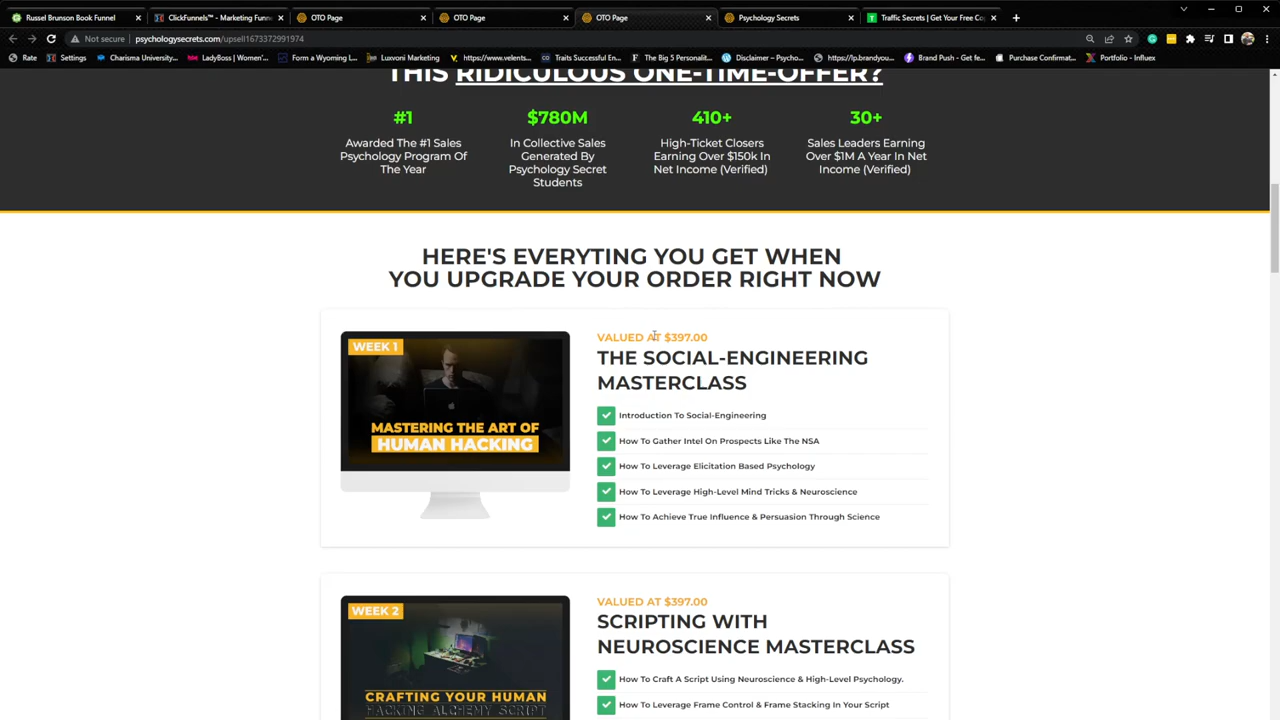 Russel Brunson Book Funnel
ClickFunnels™ - Marketing Funn
OTO Page
OTO Page
OTO Page
Psychology Secrets
Traffic Secrets | Get Your Free Co
Not secure
psychologysecrets.com/upsell1673372991974
Rate
Settings
Charisma University...
LadyBoss | Women'...
Form a Wyoming L...
Luxvoni Marketing
https://www.velents...
Traits Successful En...
The Big 5 Personalit...
Disclaimer – Psycho...
https://lp.brandyou...
Brand Push - Get fe...
Purchase Confirmat...
Portfolio - Influex
THIS RIDICULOUS ONE-TIME-OFFER?
#1
Awarded The #1 Sales
Psychology Program Of
The Year
$780M
In Collective Sales
Generated By
Psychology Secret
Students
410+
High-Ticket Closers
Earning Over $150k In
Net Income (Verified)
30+
Sales Leaders Earning
Over $1M A Year In Net
Income (Verified)
HERE'S EVERYTING YOU GET WHEN
YOU UPGRADE YOUR ORDER RIGHT NOW
WEEK 1
MASTERING THE ART OF
HUMAN HACKING
VALUED AT $397.00
THE SOCIAL-ENGINEERING
MASTERCLASS
Introduction To Social-Engineering
How To Gather Intel On Prospects Like The NSA
How To Leverage Elicitation Based Psychology
How To Leverage High-Level Mind Tricks & Neuroscience
How To Achieve True Influence & Persuasion Through Science
WEEK 2
CRAFTING YOUR HUMAN
HACKING ALCHEMY SCRIPT
VALUED AT $397.00
SCRIPTING WITH
NEUROSCIENCE MASTERCLASS
How To Craft A Script Using Neuroscience & High-Level Psychology.
How To Leverage Frame Control & Frame Stacking In Your Script